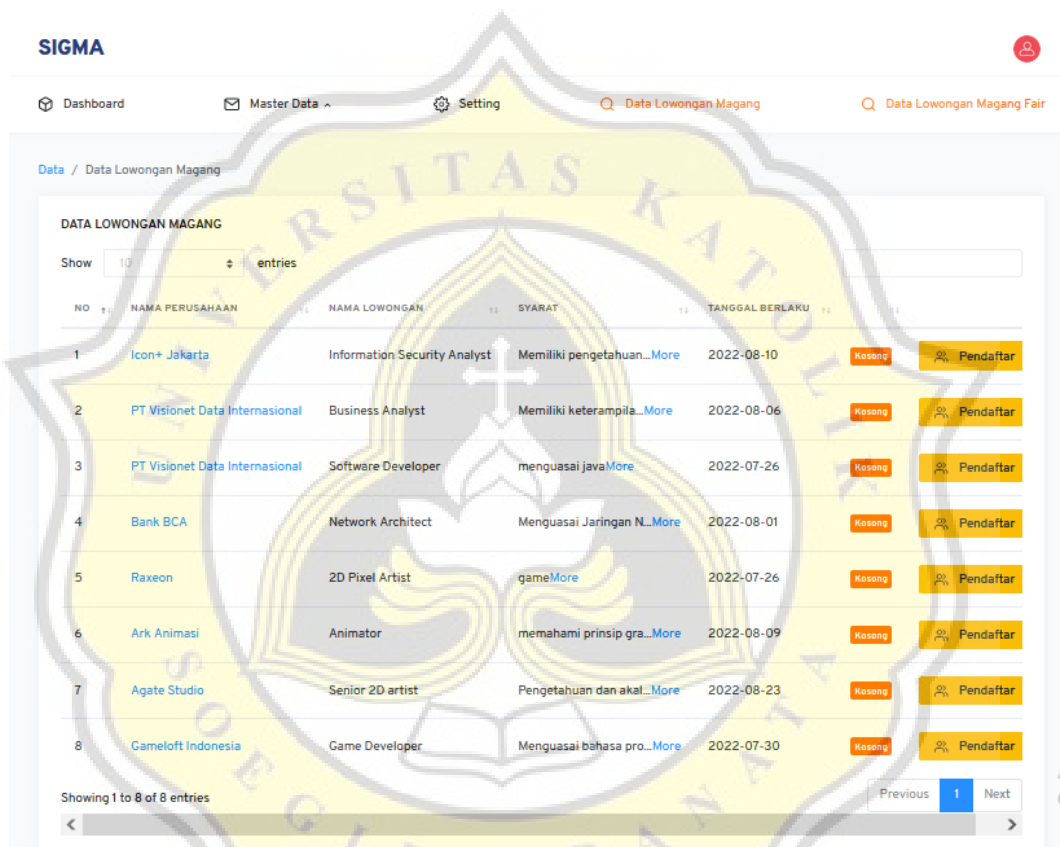 SIGMA
Dashboard Master Data Setting Data Lowongan Magang Data Lowongan Magang Fair
Data / Data Lowongan Magang
DATA LOWONGAN MAGANG
Show 10 entries
NO NAMA PERUSAHAAN NAMA LOWONGAN SYARAT TANGGAL BERLAKU
1 Icon+ Jakarta Information Security Analyst Memiliki pengetahuan...More 2022-08-10 Kosong Pendaftar
2 PT Visionet Data Internasional Business Analyst Memiliki keterampila...More 2022-08-06 Kosong Pendaftar
3 PT Visionet Data Internasional Software Developer menguasai javaMore 2022-07-26 Kosong Pendaftar
4 Bank BCA Network Architect Menguasai Jaringan N...More 2022-08-01 Kosong Pendaftar
5 Raxeon 2D Pixel Artist gameMore 2022-07-26 Kosong Pendaftar
6 Ark Animasi Animator memahami prinsip gra...More 2022-08-09 Kosong Pendaftar
7 Agate Studio Senior 2D artist Pengetahuan dan akal...More 2022-08-23 Kosong Pendaftar
8 Gameloft Indonesia Game Developer Menguasai bahasa pro...More 2022-07-30 Kosong Pendaftar
Showing 1 to 8 of 8 entries Previous 1 Next
KATOLIK